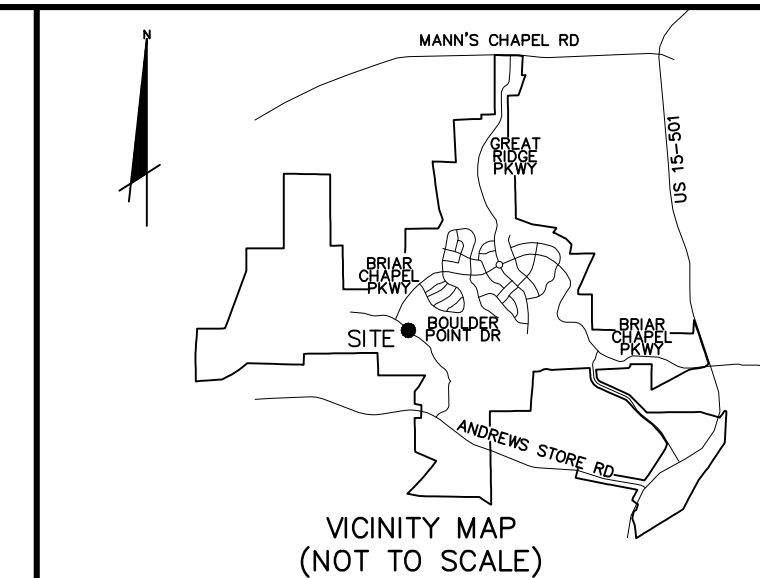 N
MANN'S CHAPEL RD
US 15-501
GREAT
RIDGE
PKWY
BRIAR
CHAPEL
PKWY
SITE
BOULDER
POINT DR
BRIAR
CHAPEL
PKWY
ANDREWS STORE RD
VICINITY MAP
(NOT TO SCALE)